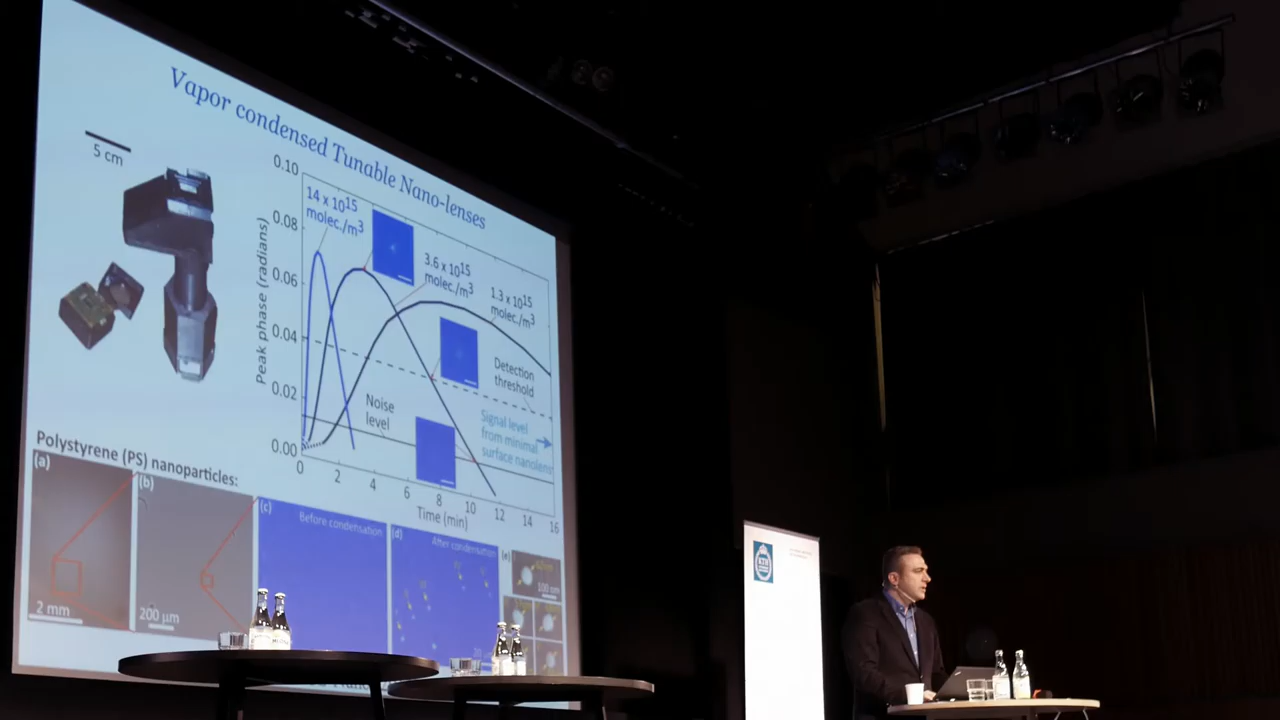 Vapor condensed Tunable Nano-lenses
5 cm
0.10
0.08
0.06
0.04
0.02
0.00
Peak phase (radians)
14 x 10¹⁵
molec./m³
3.6 x 10¹⁵
molec./m³
1.3 x 10¹⁵
molec./m³
Detection
threshold
Noise
level
Signal level
from minimal
surface nanolens
0 2 4 6 8 10 12 14 16
Time (min)
Polystyrene (PS) nanoparticles:
(a)
2 mm
(b)
200 µm
(c)
Before condensation
(d)
After condensation
(e)
100 nm
KTH